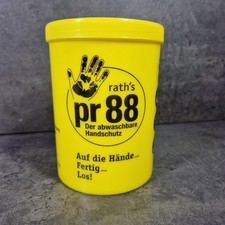 rath's
pr 88
Der abwaschbare
Handschutz
Auf die Hände...
Fertig...
Los!